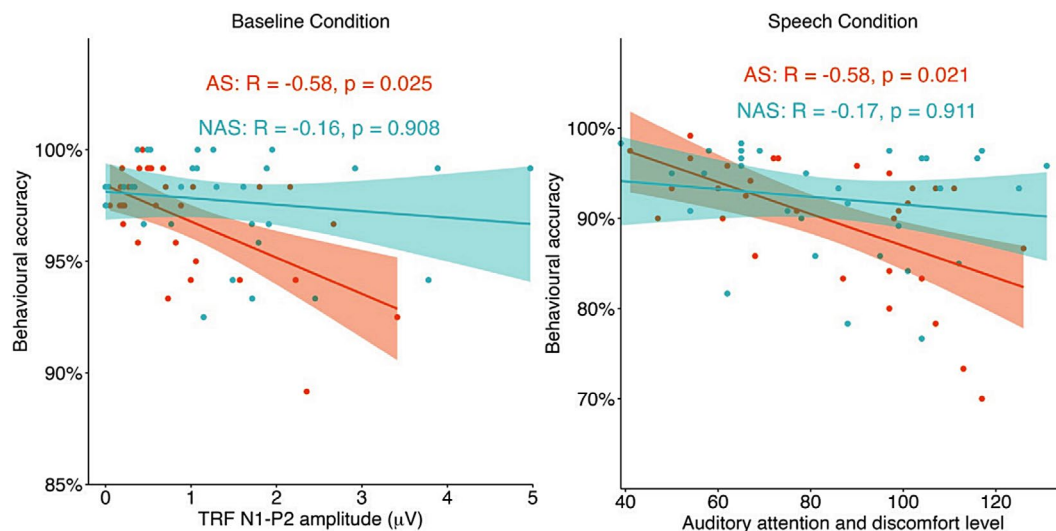 Baseline Condition
AS: R = -0.58, p = 0.025
NAS: R = -0.16, p = 0.908
Behavioural accuracy
100%
95%
90%
85%
0 1 2 3 4 5
TRF N1-P2 amplitude (μV)
Speech Condition
AS: R = -0.58, p = 0.021
NAS: R = -0.17, p = 0.911
Behavioural accuracy
100%
90%
80%
70%
40 60 80 100 120
Auditory attention and discomfort level